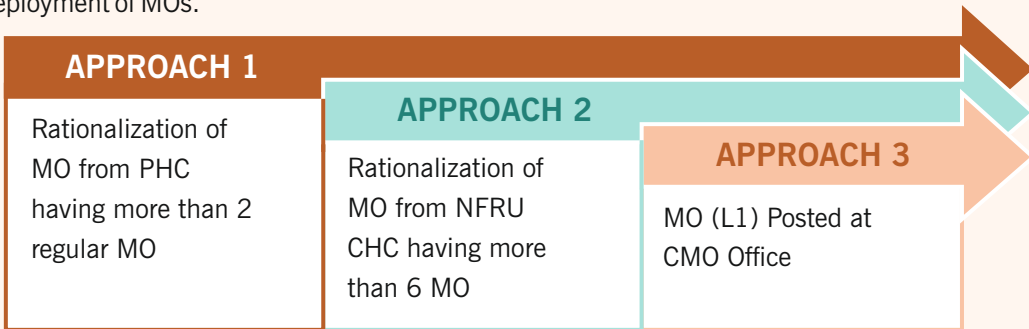 eployment of MOs.
APPROACH 1
Rationalization of
MO from PHC
having more than 2
regular MO
APPROACH 2
Rationalization of
MO from NFRU
CHC having more
than 6 MO
APPROACH 3
MO (L1) Posted at
CMO Office